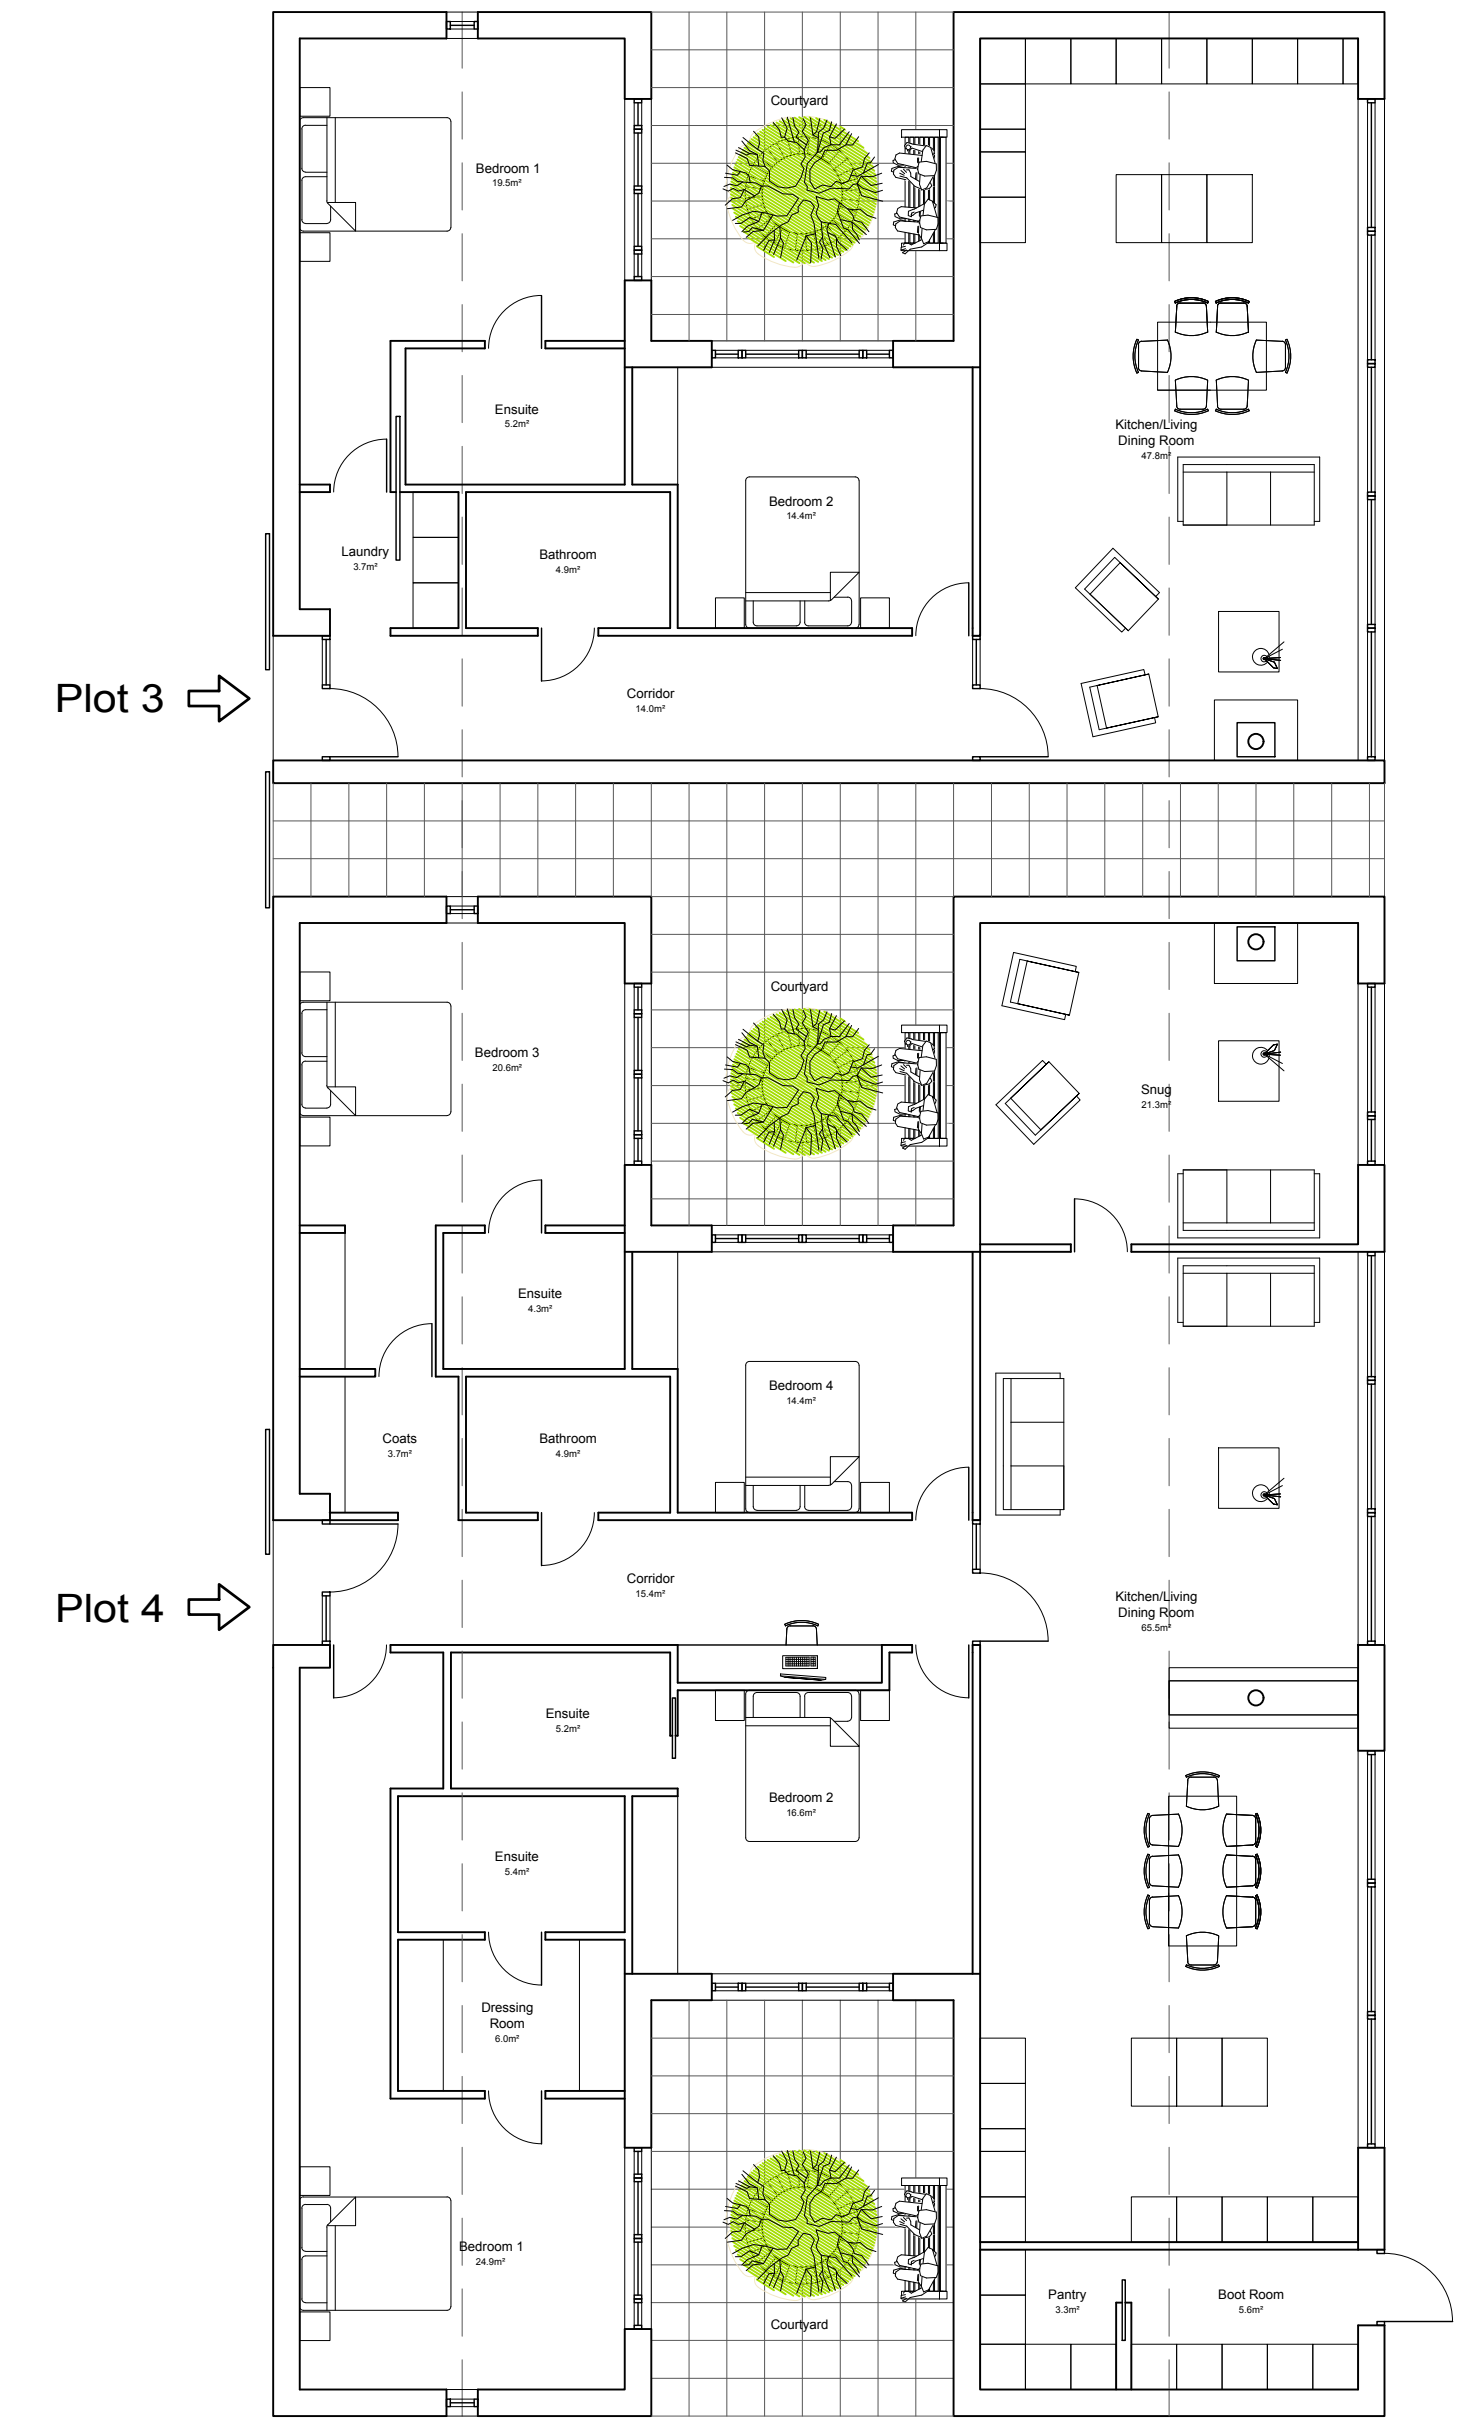 Courtyard
Bedroom 1
19.5m²
Kitchen/Living
Dining Room
47.8m²
Ensuite
5.2m²
Bedroom 2
14.4m²
Laundry
3.7m²
Bathroom
4.9m²
Plot 3
Corridor
14.0m²
Courtyard
Bedroom 3
20.6m²
Snug
21.3m²
Ensuite
4.3m²
Bedroom 4
14.4m²
Coats
3.7m²
Bathroom
4.9m²
Plot 4
Corridor
15.4m²
Kitchen/Living
Dining Room
65.5m²
Ensuite
5.2m²
Bedroom 2
16.6m²
Ensuite
5.4m²
Dressing
Room
6.0m²
Bedroom 1
24.9m²
Pantry
3.3m²
Boot Room
5.6m²
Courtyard